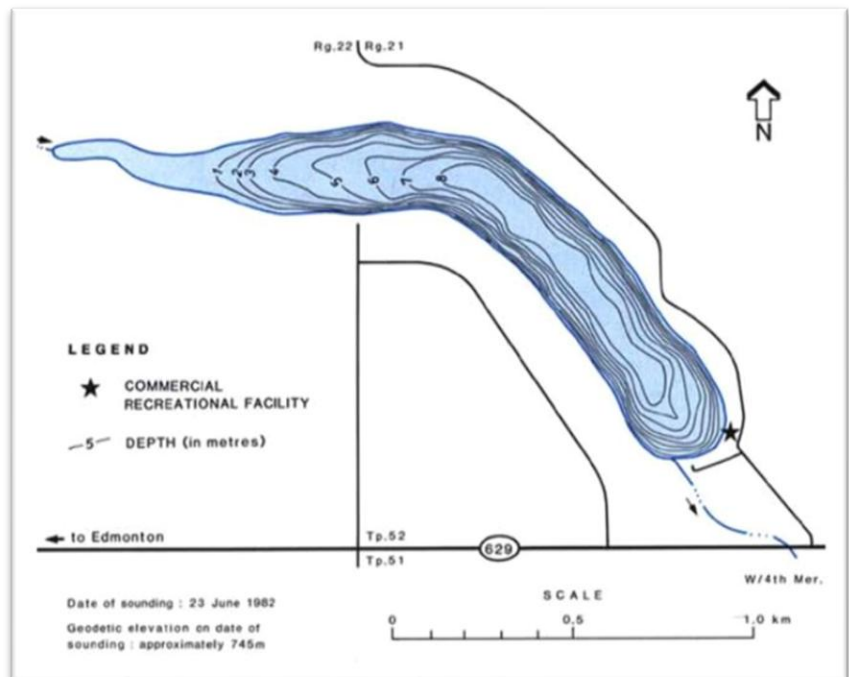 Rg.22 Rg.21
N
1 2 3 4 5 6 7 8
LEGEND
COMMERCIAL
RECREATIONAL FACILITY
5 DEPTH (in metres)
to Edmonton
Tp.52
629
Tp.51
W/4th Mer.
Date of sounding : 23 June 1982
Geodetic elevation on date of
sounding : approximately 745m
SCALE
0 0.5 1.0 km